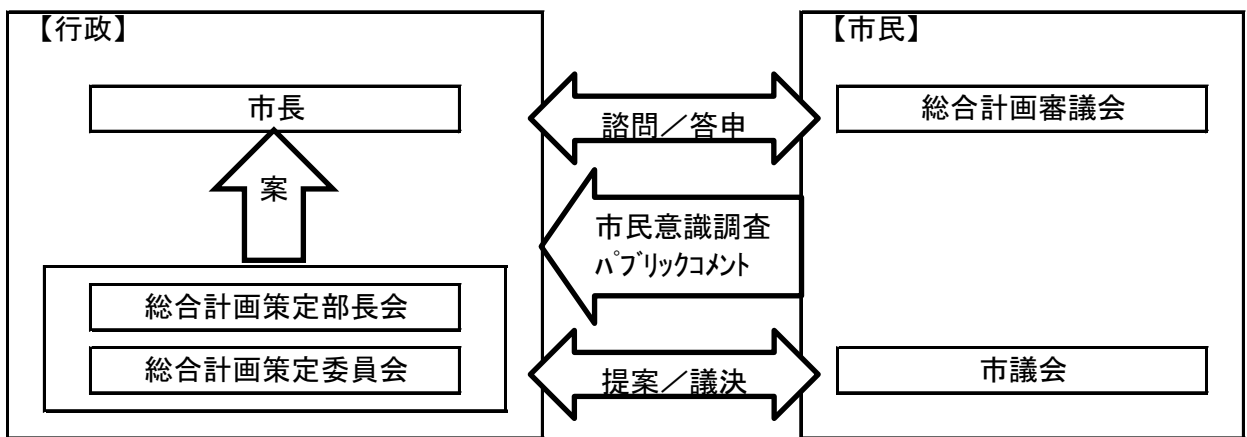 【行政】
【市民】
市長
総合計画審議会
諮問／答申
案
市民意識調査
ﾊﾟﾌﾞﾘｯｸｺﾒﾝﾄ
総合計画策定部長会
総合計画策定委員会
提案／議決
市議会